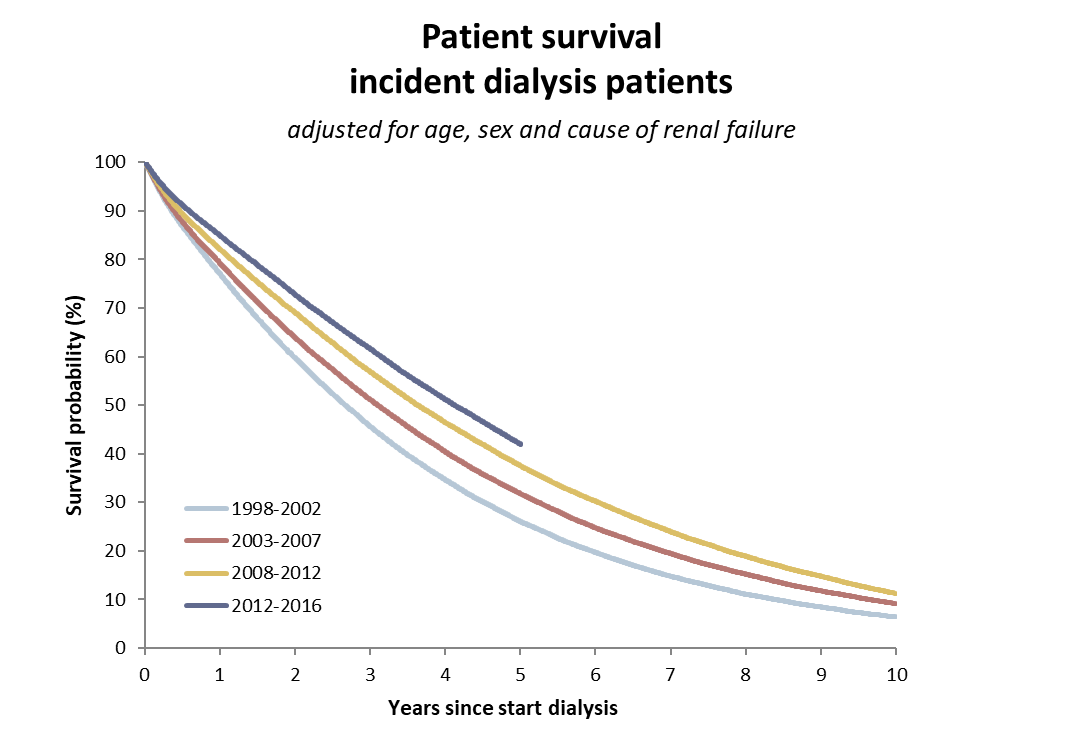 Patient survival
incident dialysis patients
adjusted for age, sex and cause of renal failure
100
90
80
70
60
50
40
30
20
10
0
Survival probability (%)
1998-2002
2003-2007
2008-2012
2012-2016
0 1 2 3 4 5 6 7 8 9 10
Years since start dialysis